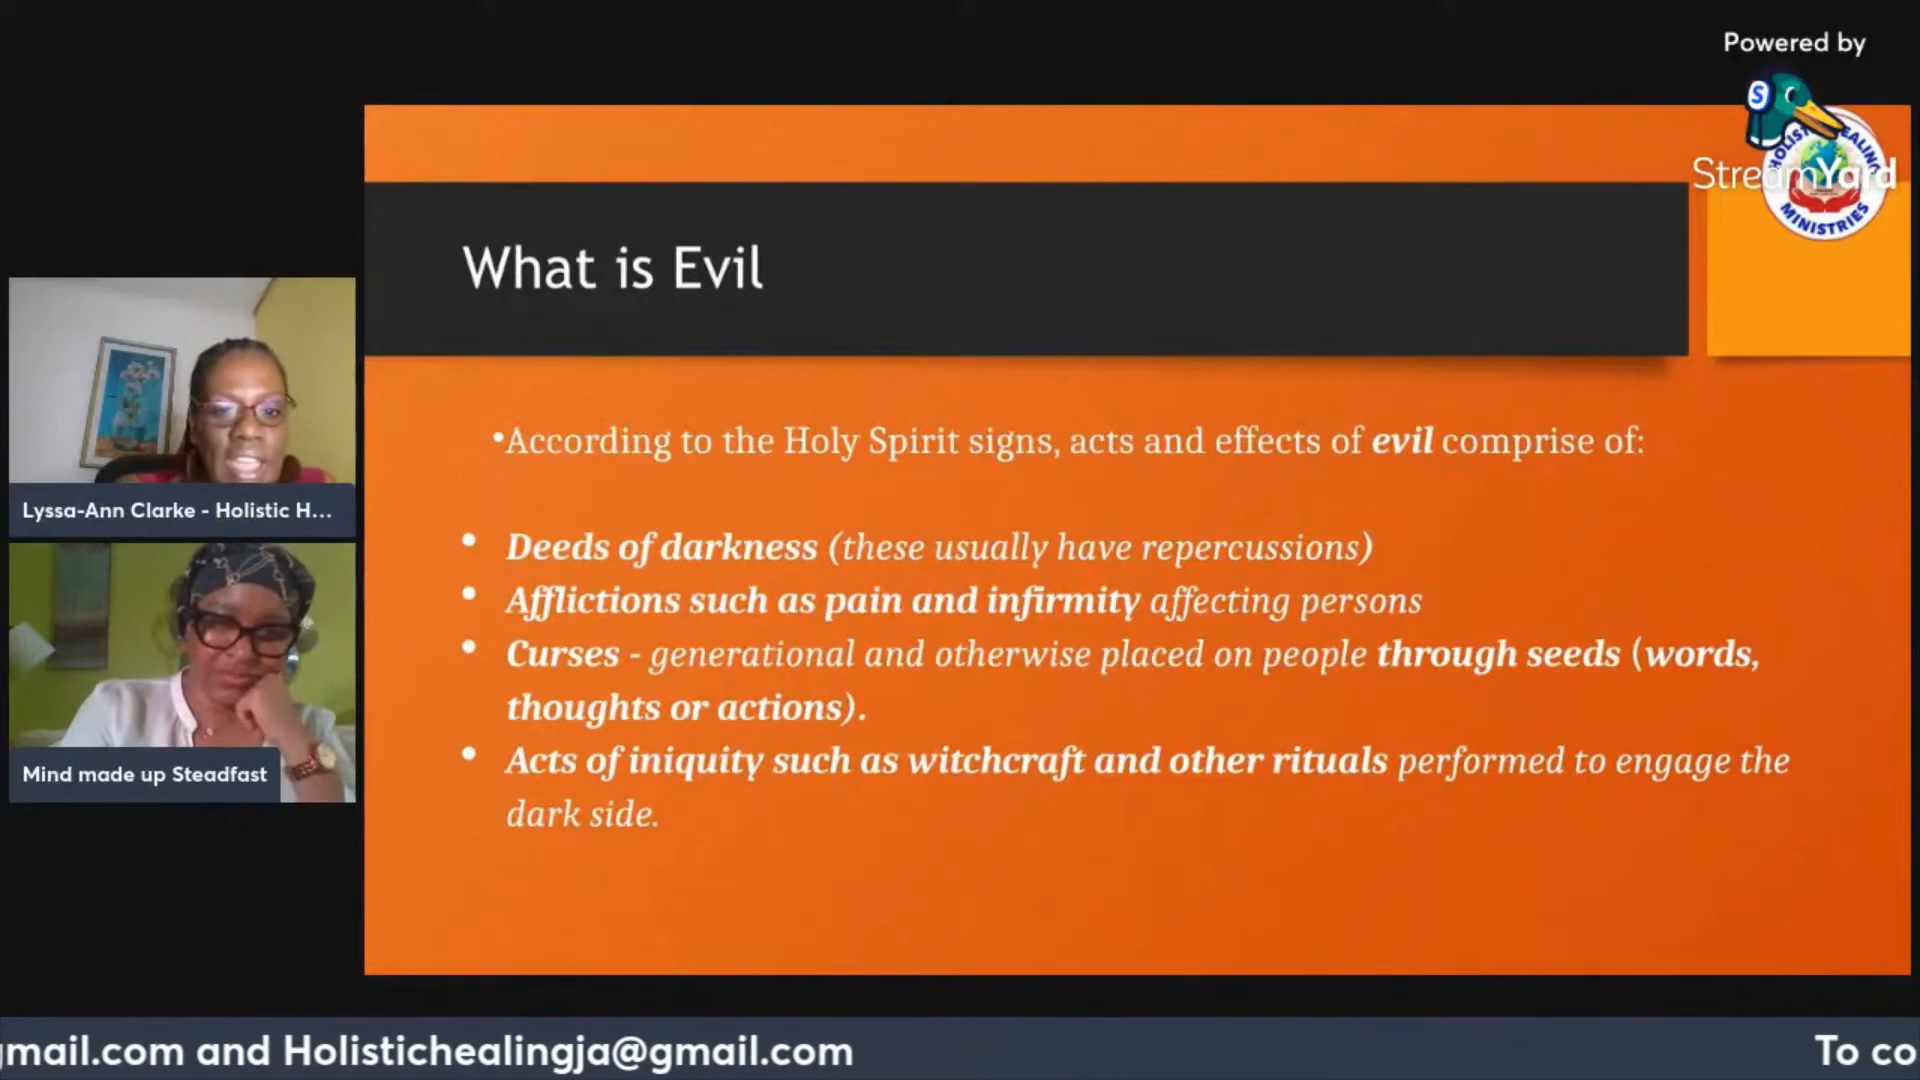 Powered by
S
StreamYard
HOLISTIC HEALING
MINISTRIES
What is Evil
•According to the Holy Spirit signs, acts and effects of evil comprise of:
• Deeds of darkness (these usually have repercussions)
• Afflictions such as pain and infirmity affecting persons
• Curses - generational and otherwise placed on people through seeds (words,
thoughts or actions).
• Acts of iniquity such as witchcraft and other rituals performed to engage the
dark side.
Lyssa-Ann Clarke - Holistic H...
Mind made up Steadfast
gmail.com and Holistichealingja@gmail.com
To co